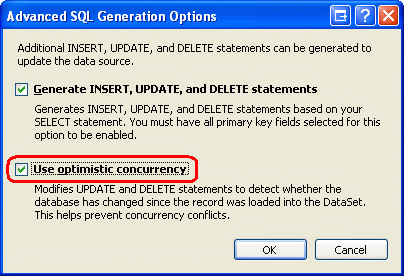 Advanced SQL Generation Options
Additional INSERT, UPDATE, and DELETE statements can be generated to
update the data source.
Generate INSERT, UPDATE, and DELETE statements
Generates INSERT, UPDATE, and DELETE statements based on your
SELECT statement. You must have all primary key fields selected for this
option to be enabled.
Use optimistic concurrency
Modifies UPDATE and DELETE statements to detect whether the
database has changed since the record was loaded into the DataSet.
This helps prevent concurrency conflicts.
OK Cancel